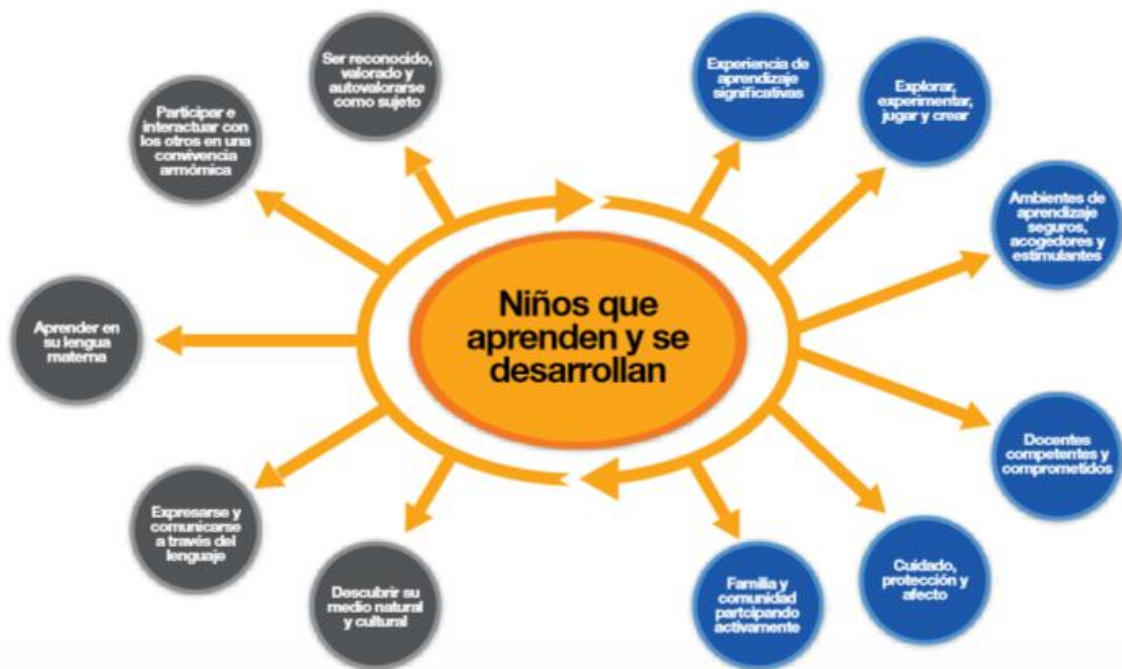 Ser reconocido,
valorado y
autovalorarse
como sujeto
Experiencia de
aprendizaje
significativas
Explorar,
experimentar,
jugar y crear
Participar e
interactuar con
los otros en una
convivencia
armómica
Ambientes de
aprendizaje
seguros,
acogedores y
estimulantes
Niños que
aprenden y se
desarrollan
Aprender en
su lengua
materna
Docentes
competentes y
comprometidos
Expresarse y
comunicarse
a través del
lenguaje
Cuidado,
protección y
afecto
Descubrir su
medio natural
y cultural
Familia y
comunidad
partcipando
activamente